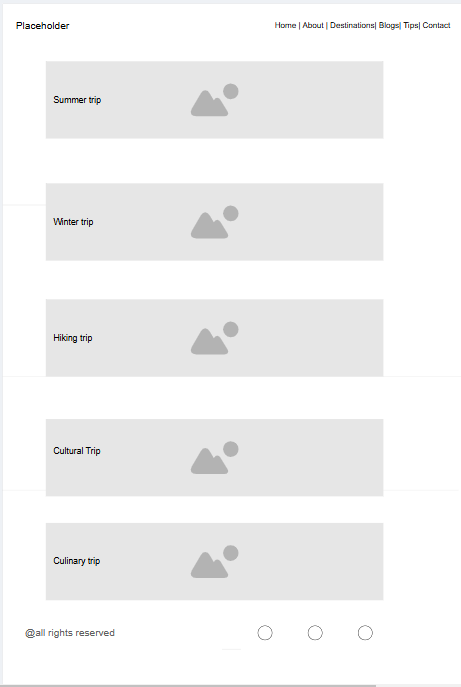 Placeholder
Home | About | Destinations| Blogs| Tips| Contact
Summer trip
Winter trip
Hiking trip
Cultural Trip
Culinary trip
@all rights reserved